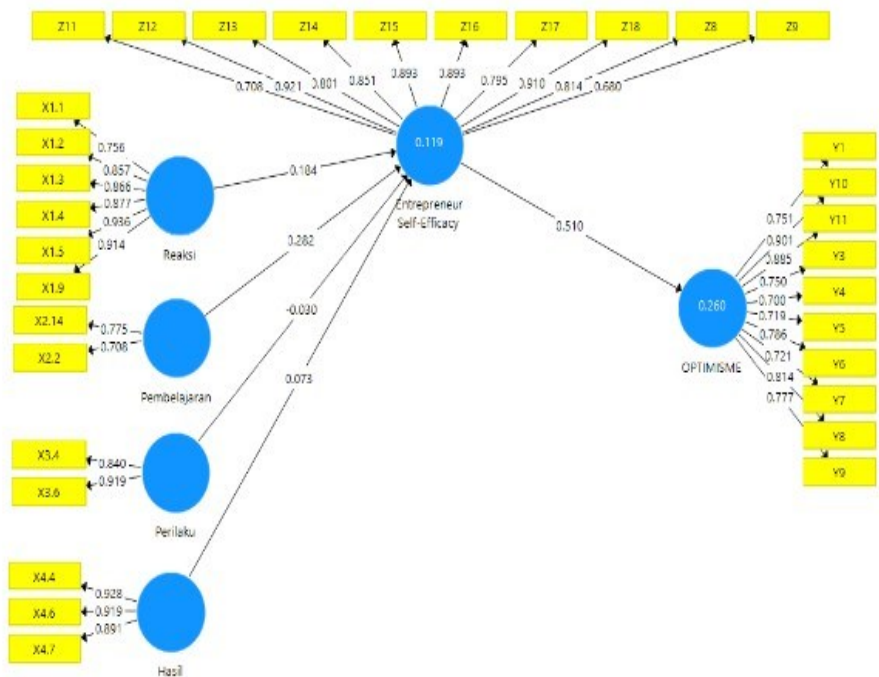 Z11 Z12 Z13 Z14 Z15 Z16 Z17 Z18 Z8 Z9
0.708 0.921 0.801 0.851 0.893 0.893 0.795 0.910 0.814 0.680
X1.1
X1.2
X1.3
X1.4
X1.5
X1.9
0.756
0.857
0.866
0.877
0.936
0.914
Reaksi
0.184
0.119
Entrepreneur
Self-Efficacy
X2.14
X2.2
0.775
0.708
Pembelajaran
0.282
X3.4
X3.6
0.840
0.919
Perilaku
-0.030
X4.4
X4.6
X4.7
0.928
0.919
0.891
Hasil
0.073
0.510
0.260
OPTIMISME
0.751
0.901
0.885
0.750
0.700
0.719
0.786
0.721
0.814
0.777
Y1
Y10
Y11
Y3
Y4
Y5
Y6
Y7
Y8
Y9